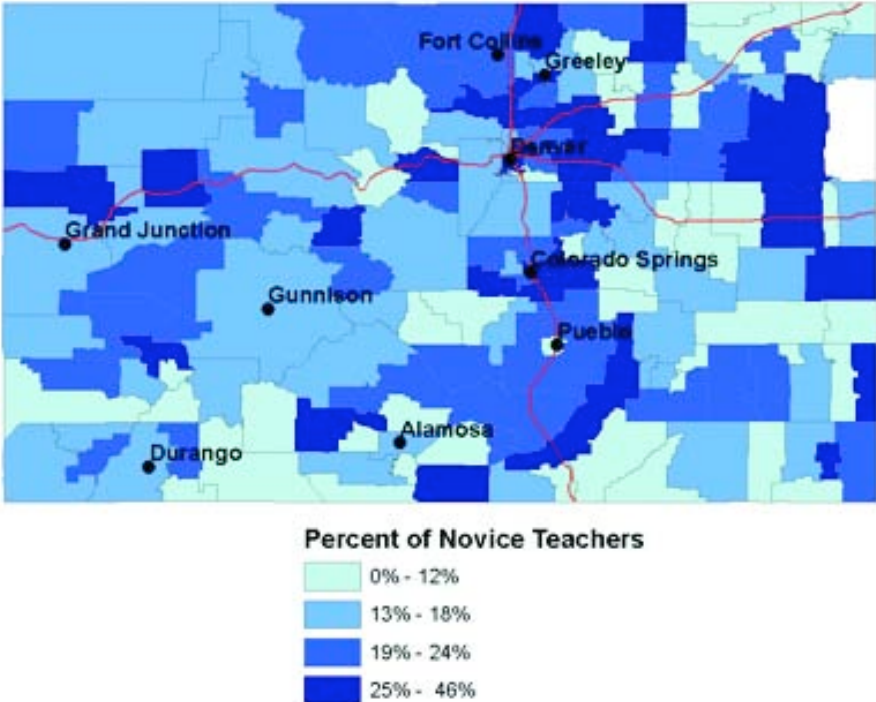 Fort Collins
Greeley
Denver
Grand Junction
Colorado Springs
Gunnison
Pueblo
Alamosa
Durango
Percent of Novice Teachers
0% - 12%
13% - 18%
19% - 24%
25% - 46%